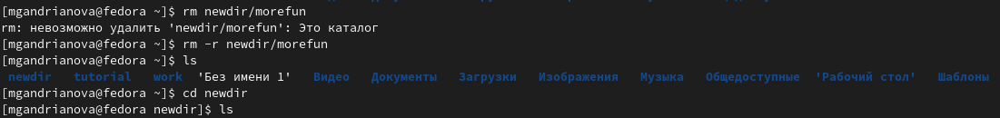 [mgandrianova@fedora ~]$ rm newdir/morefun
rm: невозможно удалить 'newdir/morefun': Это каталог
[mgandrianova@fedora ~]$ rm -r newdir/morefun
[mgandrianova@fedora ~]$ ls
newdir tutorial work 'Без имени 1' Видео Документы Загрузки Изображения Музыка Общедоступные 'Рабочий стол' Шаблоны
[mgandrianova@fedora ~]$ cd newdir
[mgandrianova@fedora newdir]$ ls